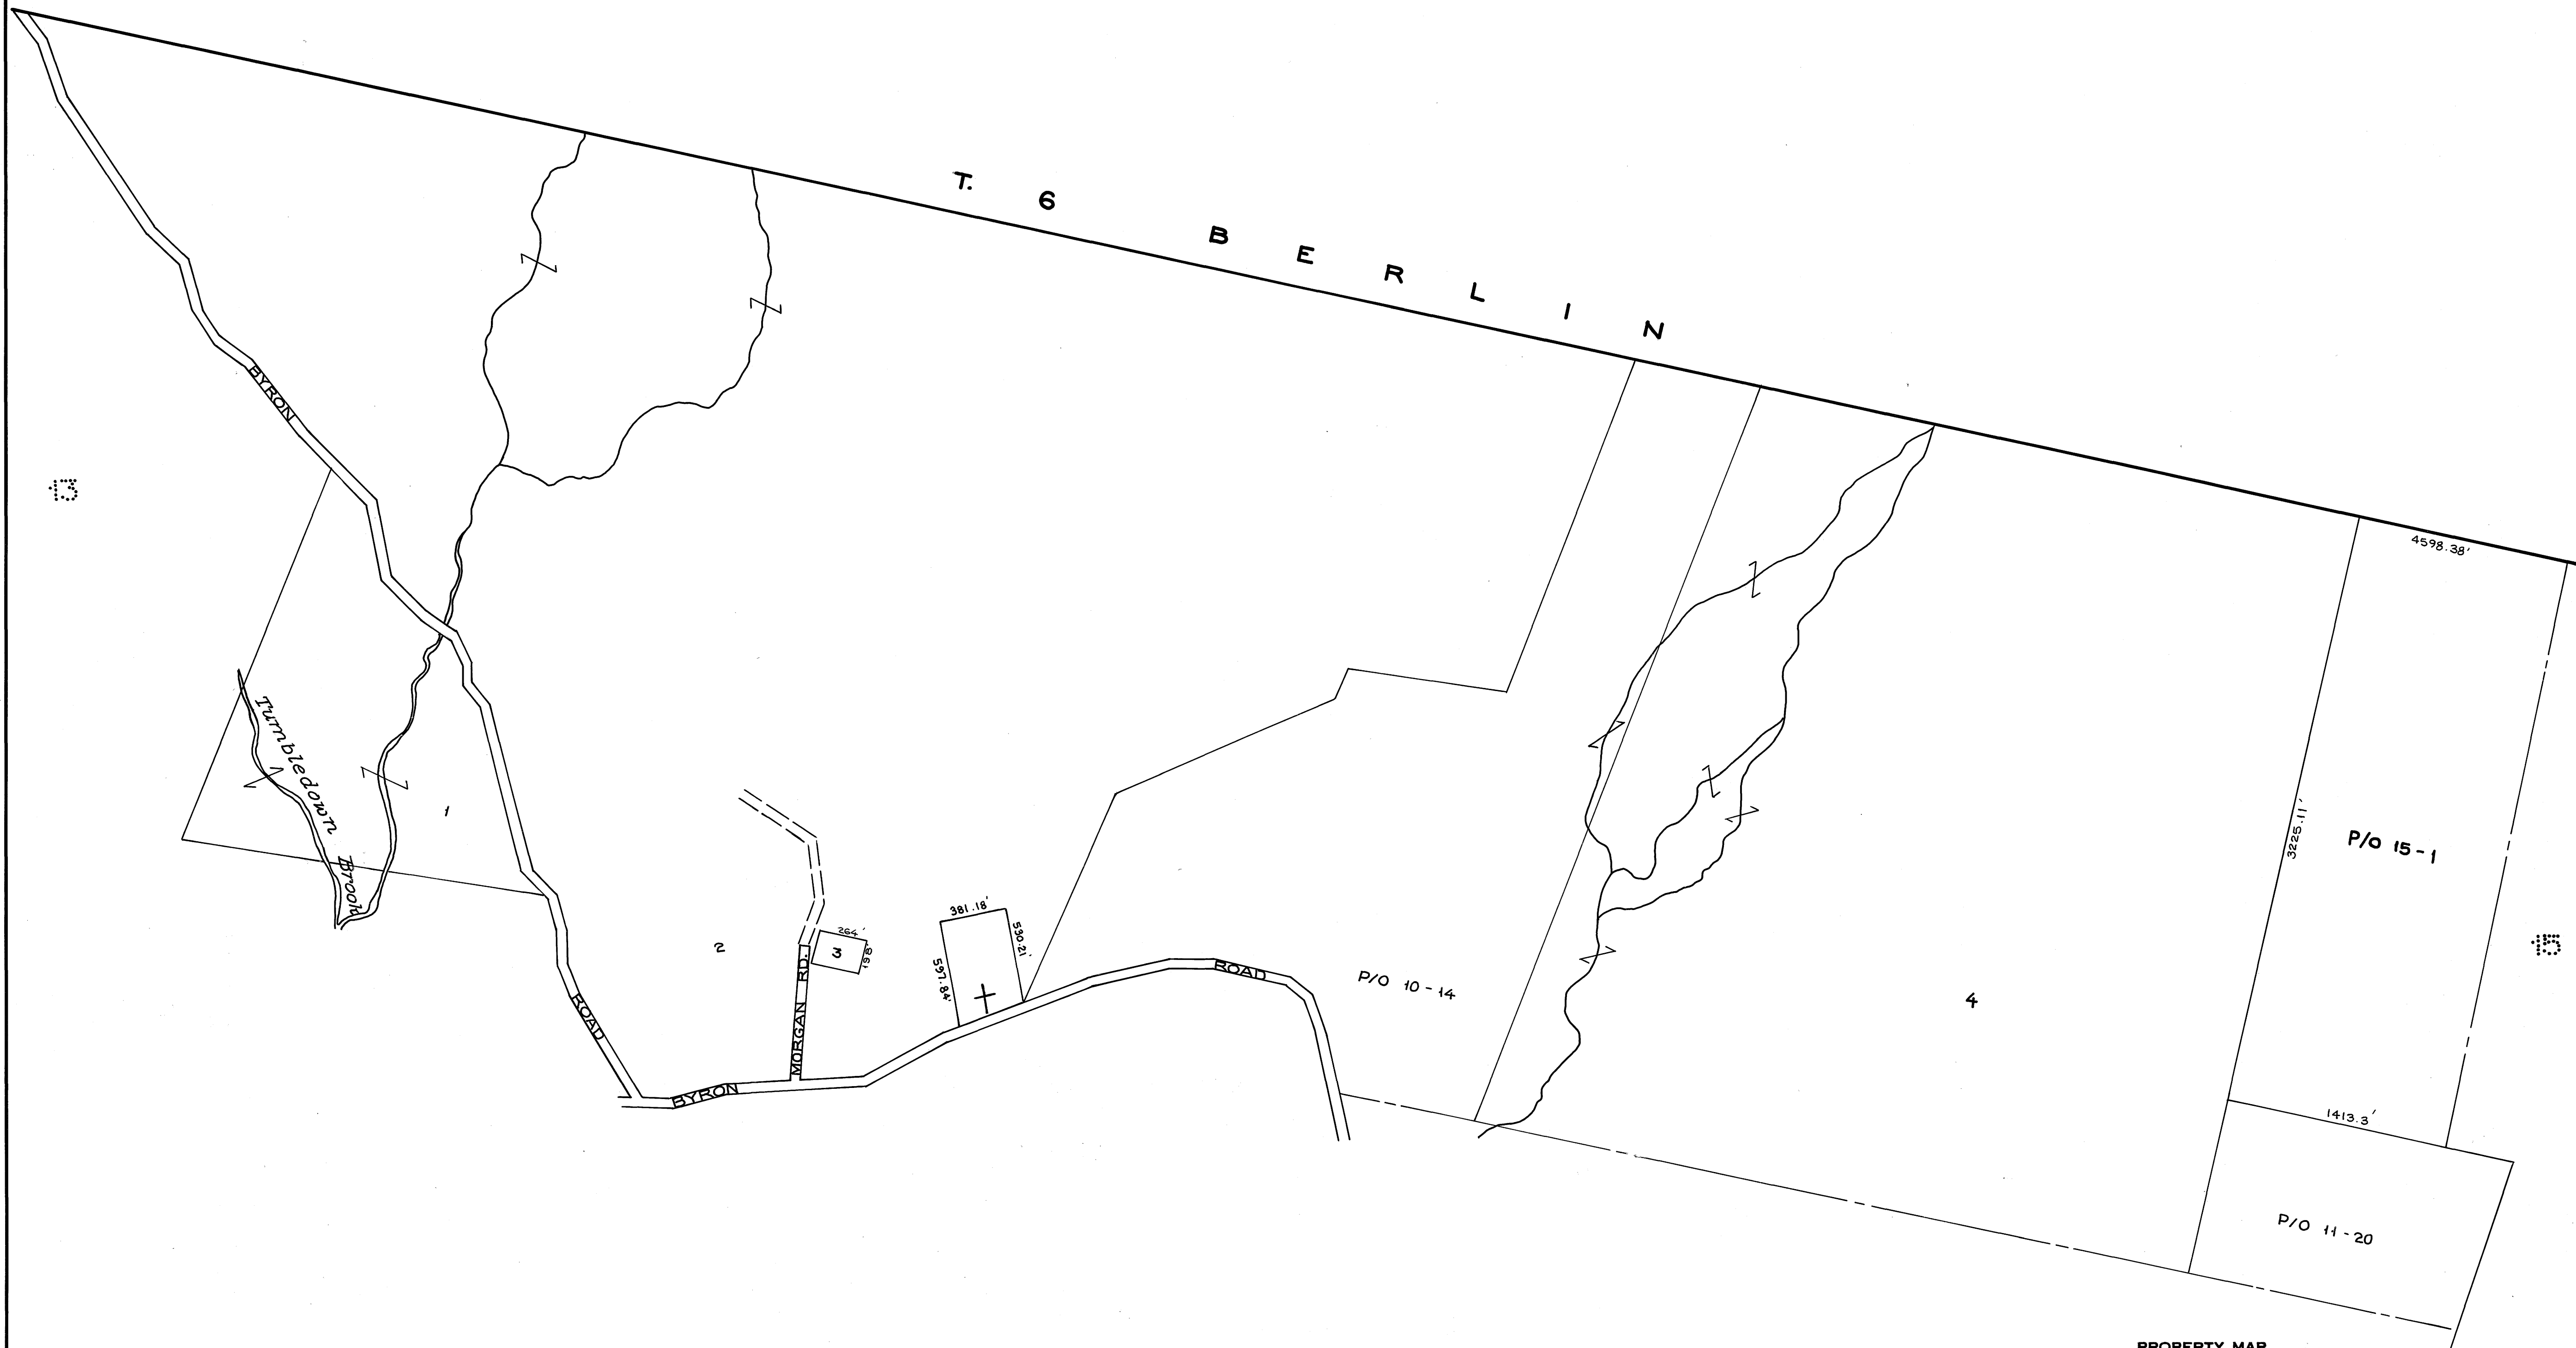 T. 6 BERLIN
BYRON
13
4598.38'
Tumbledown Brook
1
3225.11'
P/O 15-1
2
381.18'
590.21'
597.84'
264'
198'
3
ROAD
MORGAN RD.
BYRON
ROAD
P/O 10-14
4
15
1413.3'
P/O 11-20
PROPERTY MAP